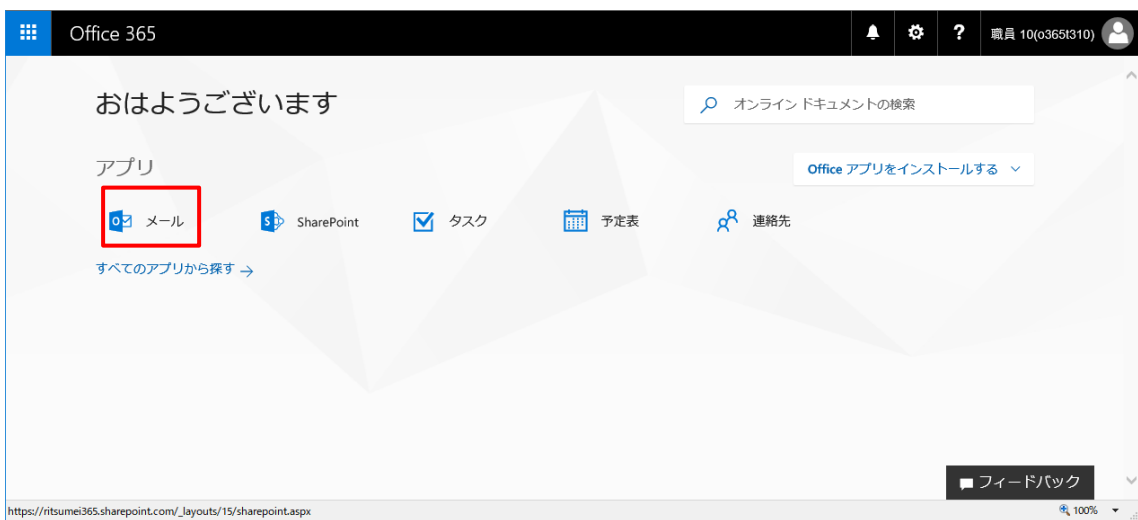 Office 365
? 職員 10(o365t310)
おはようございます
オンライン ドキュメントの検索
アプリ
Office アプリをインストールする
メール SharePoint タスク 予定表 連絡先
すべてのアプリから探す →
フィードバック
https://ritsumei365.sharepoint.com/_layouts/15/sharepoint.aspx
100%